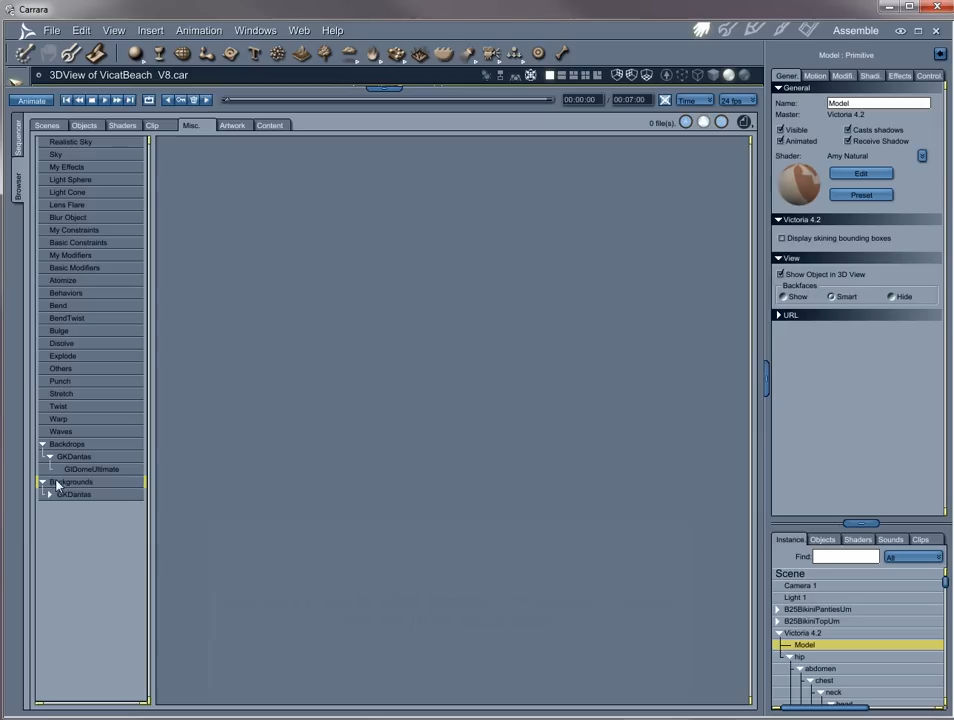 Carrara
File Edit View Insert Animation Windows Web Help
Assemble
3DView of VicatBeach V8.car
Model : Primitive
Animate
00:00:00
00:07:00
Time
24 fps
Gener. Motion Modifi. Shadi. Effects Control.
Scenes Objects Shaders Clip Misc. Artwork Content
0 file(s).
Sequencer
Browser
Realistic Sky
Sky
My Effects
Light Sphere
Light Cone
Lens Flare
Blur Object
My Constraints
Basic Constraints
My Modifiers
Basic Modifiers
Atomize
Behaviors
Bend
BendTwist
Bulge
Disolve
Explode
Others
Punch
Stretch
Twist
Warp
Waves
Backdrops
GKDantas
GIDomeUltimate
Backgrounds
GKDantas
General
Name: Model
Master: Victoria 4.2
Visible Casts shadows
Animated Receive Shadow
Shader: Amy Natural
Edit
Preset
Victoria 4.2
Display skining bounding boxes
View
Show Object in 3D View
Backfaces
Show Smart Hide
URL
Instance Objects Shaders Sounds Clips
Find: All
Scene
Camera 1
Light 1
B25BikiniPantiesUm
B25BikiniTopUm
Victoria 4.2
Model
hip
abdomen
chest
neck
head